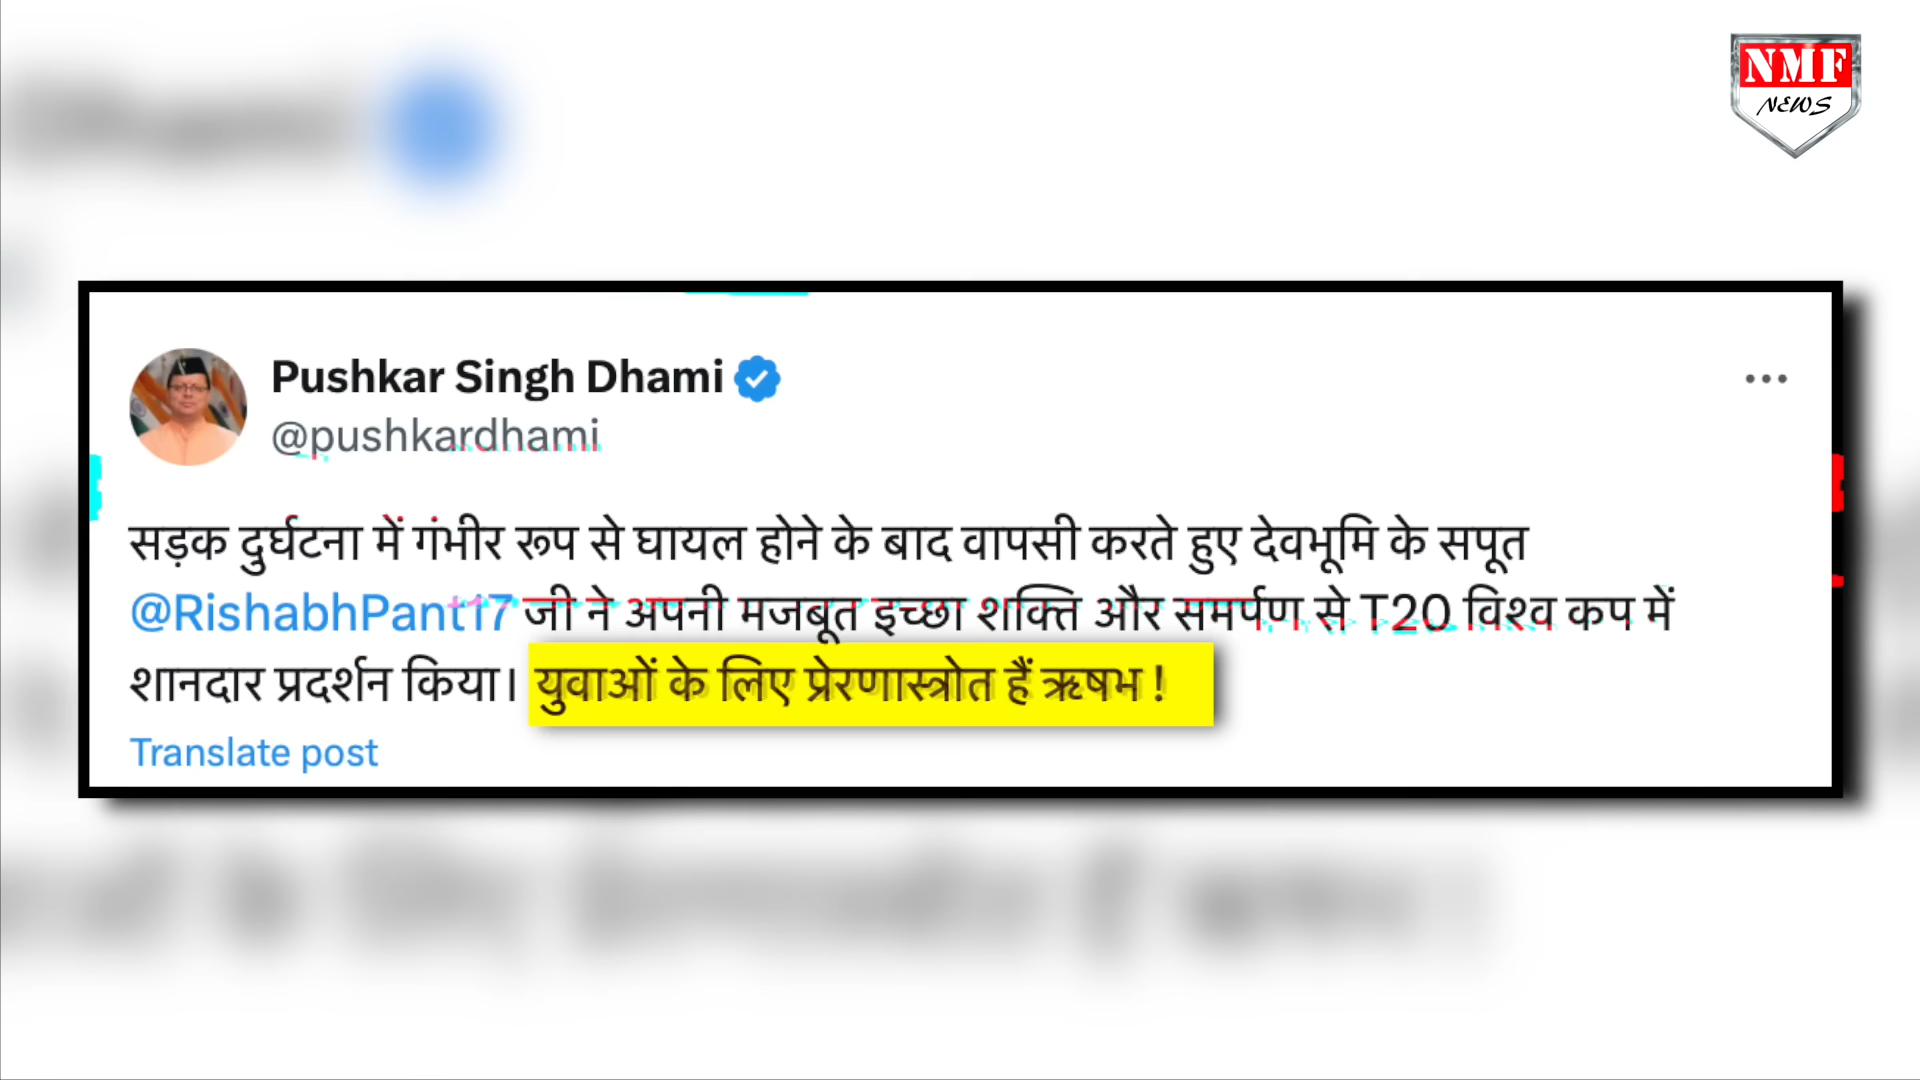 NMF
NEWS
Pushkar Singh Dhami
@pushkardhami
सड़क दुर्घटना में गंभीर रूप से घायल होने के बाद वापसी करते हुए देवभूमि के सपूत
@RishabhPant17 जी ने अपनी मजबूत इच्छा शक्ति और समर्पण से T20 विश्व कप में
शानदार प्रदर्शन किया। युवाओं के लिए प्रेरणास्त्रोत हैं ऋषभ !
Translate post